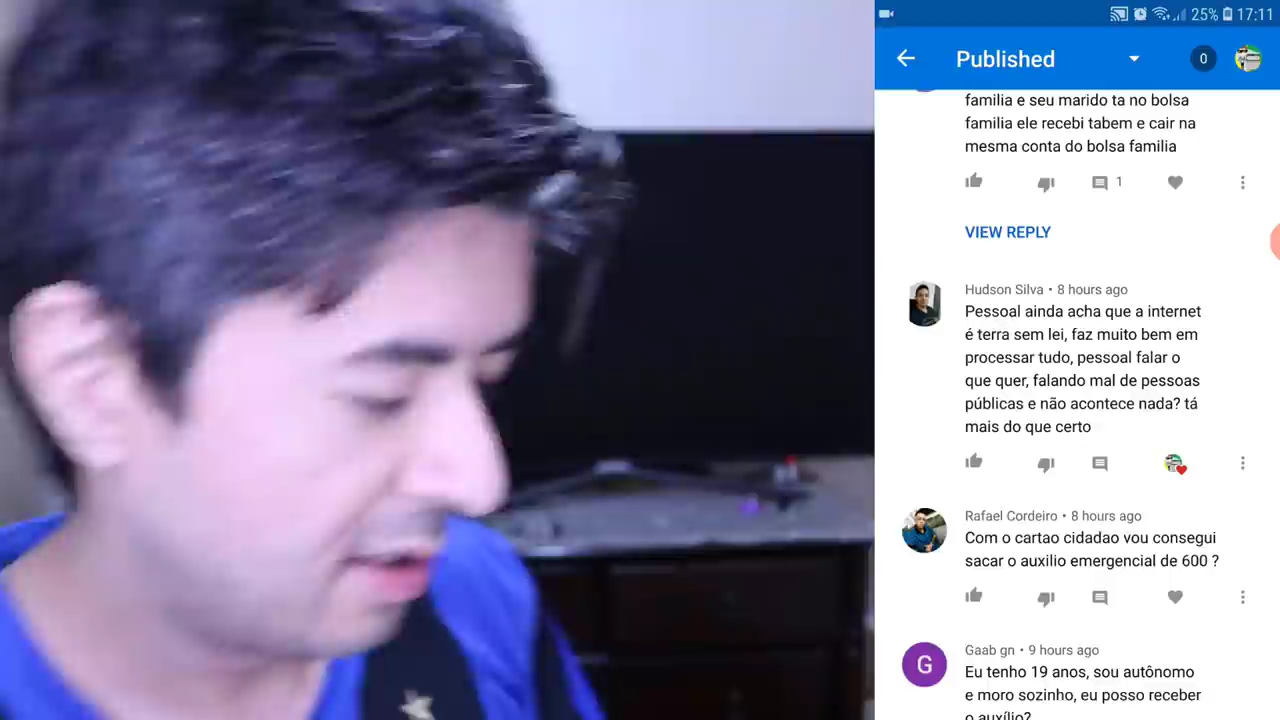 25% 17:11
Published
0
familia e seu marido ta no bolsa
familia ele recebi tabem e cair na
mesma conta do bolsa familia
1
VIEW REPLY
Hudson Silva • 8 hours ago
Pessoal ainda acha que a internet
é terra sem lei, faz muito bem em
processar tudo, pessoal falar o
que quer, falando mal de pessoas
públicas e não acontece nada? tá
mais do que certo
Rafael Cordeiro • 8 hours ago
Com o cartao cidadao vou consegui
sacar o auxilio emergencial de 600 ?
G
Gaab gn • 9 hours ago
Eu tenho 19 anos, sou autônomo
e moro sozinho, eu posso receber
o auxílio?